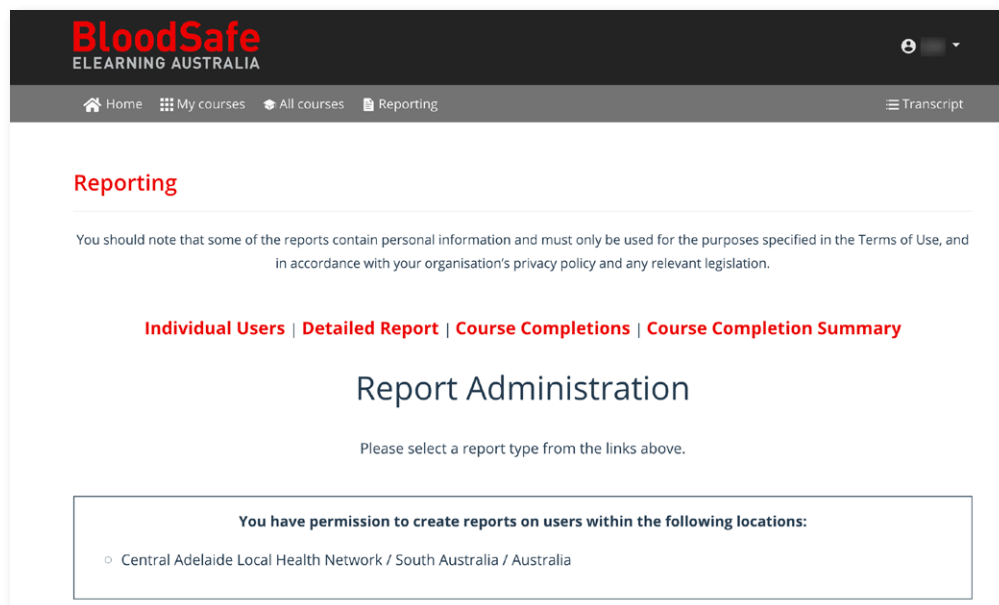 BloodSafe
ELEARNING AUSTRALIA
Home My courses All courses Reporting Transcript
Reporting
You should note that some of the reports contain personal information and must only be used for the purposes specified in the Terms of Use, and
in accordance with your organisation's privacy policy and any relevant legislation.
Individual Users | Detailed Report | Course Completions | Course Completion Summary
Report Administration
Please select a report type from the links above.
You have permission to create reports on users within the following locations:
Central Adelaide Local Health Network / South Australia / Australia